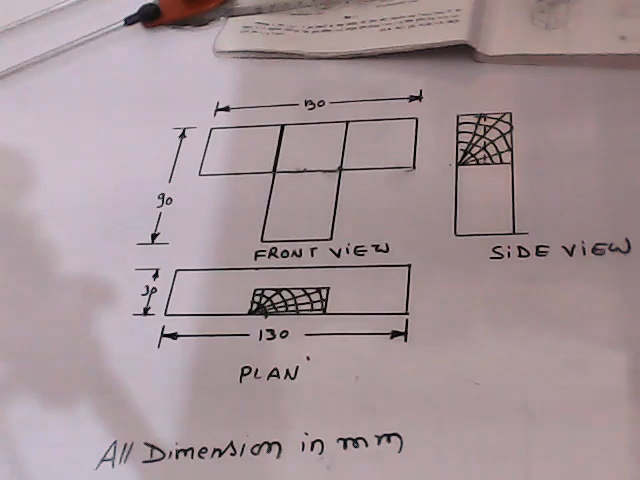 130
90
FRONT VIEW
SIDE VIEW
30
130
PLAN
All Dimension in mm